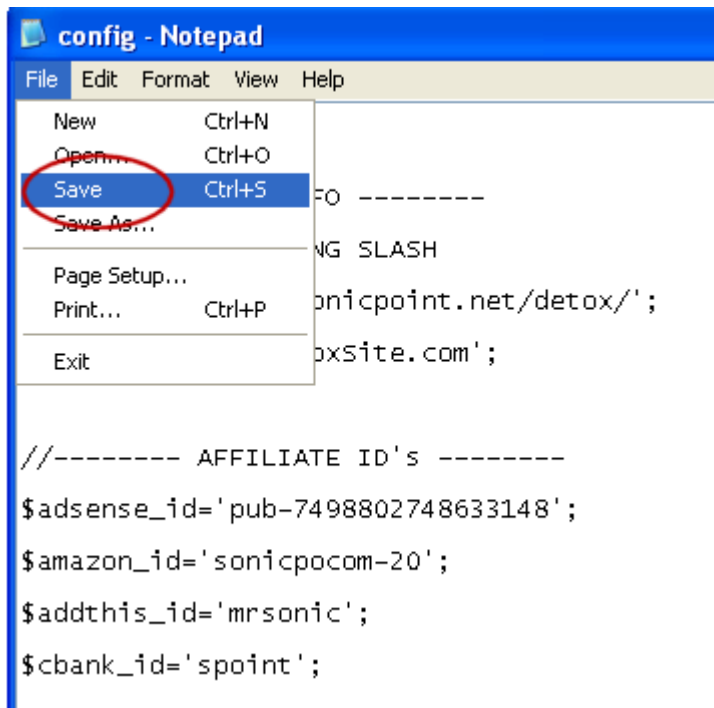 config - Notepad
File Edit Format View Help
New Ctrl+N
Open... Ctrl+O
Save Ctrl+S
FO --------
Save As...
NG SLASH
Page Setup...
onicpoint.net/detox/';
Print... Ctrl+P
oxSite.com';
Exit
//-------- AFFILIATE ID's --------
$adsense_id='pub-7498802748633148';
$amazon_id='sonicpocom-20';
$addthis_id='mrsonic';
$cbank_id='spoint';